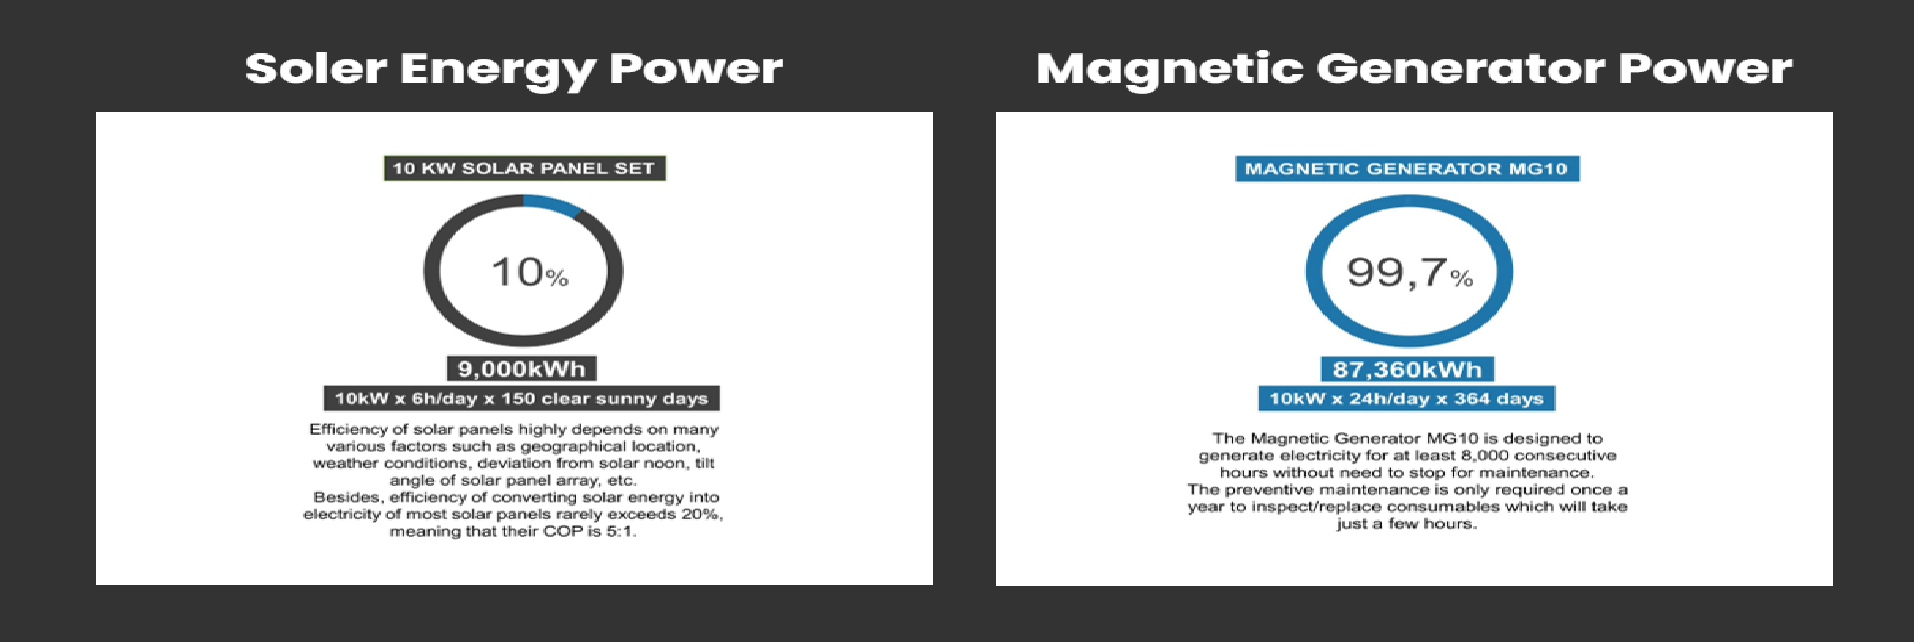 Soler Energy Power
10 KW SOLAR PANEL SET
10%
9,000kWh
10kW x 6h/day x 150 clear sunny days
Efficiency of solar panels highly depends on many
various factors such as geographical location,
weather conditions, deviation from solar noon, tilt
angle of solar panel array, etc.
Besides, efficiency of converting solar energy into
electricity of most solar panels rarely exceeds 20%,
meaning that their COP is 5:1.
Magnetic Generator Power
MAGNETIC GENERATOR MG10
99,7%
87,360kWh
10kW x 24h/day x 364 days
The Magnetic Generator MG10 is designed to
generate electricity for at least 8,000 consecutive
hours without need to stop for maintenance.
The preventive maintenance is only required once a
year to inspect/replace consumables which will take
just a few hours.